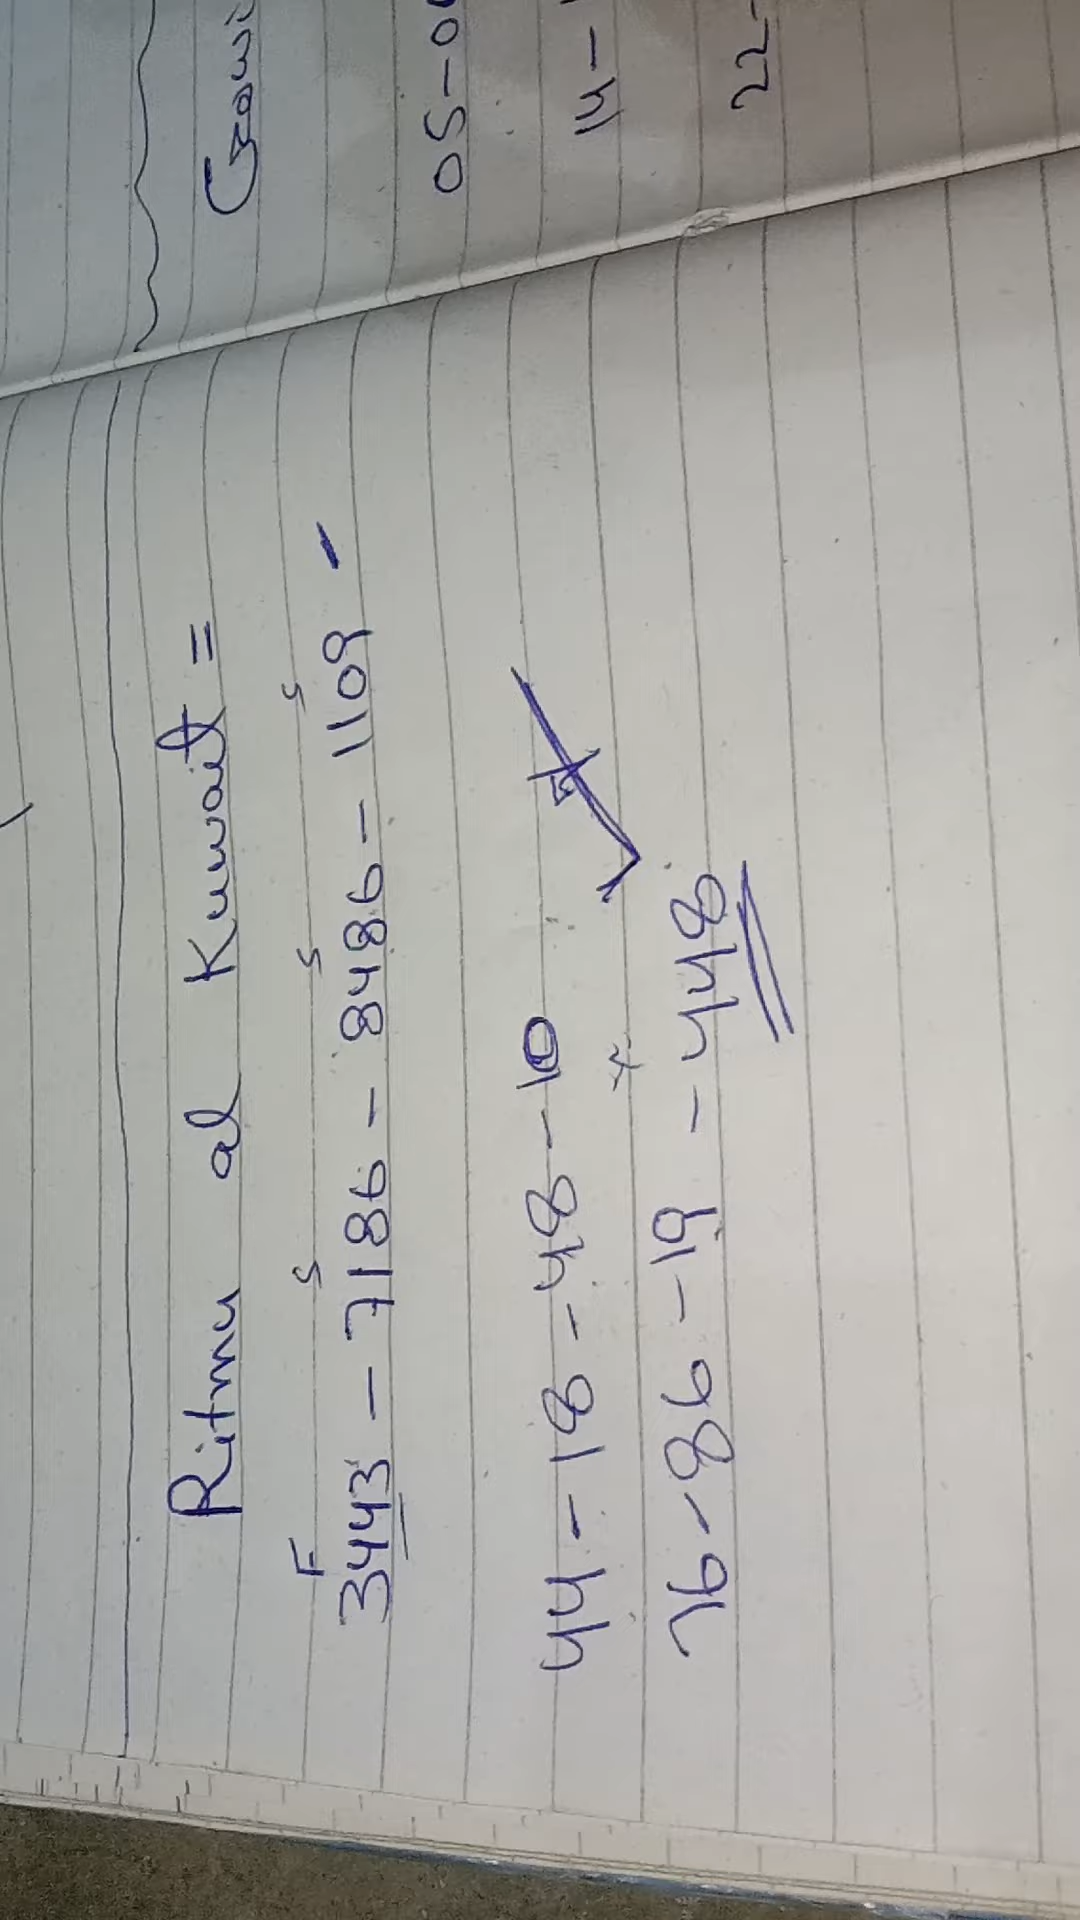 Ritmu al Kuwait =
F S S S
3443 - 7186 - 8486 - 1109 -
44 - 18 - 48 - 10
76 - 86 - 19 - 448
05-0
14 -
22-